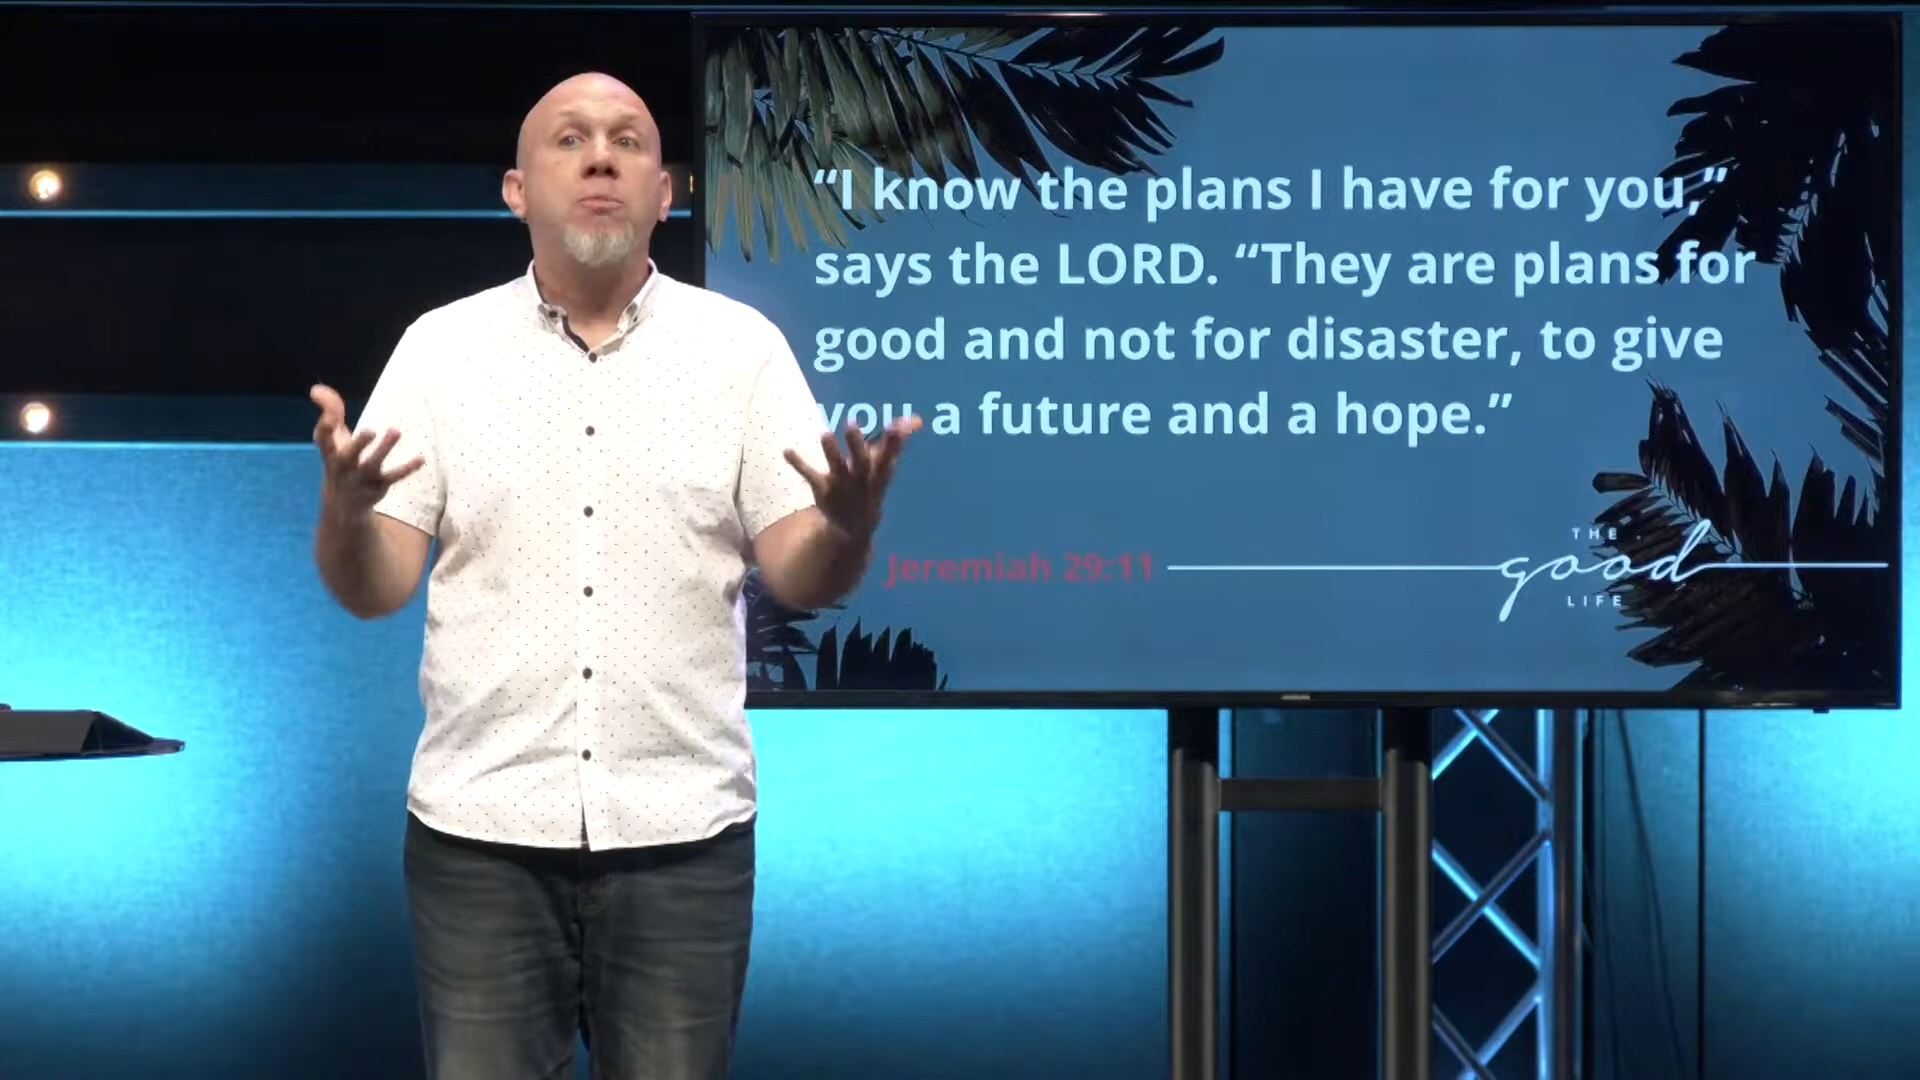 “I know the plans I have for you,”
says the LORD. “They are plans for
good and not for disaster, to give
you a future and a hope.”
Jeremiah 29:11
THE
good
LIFE